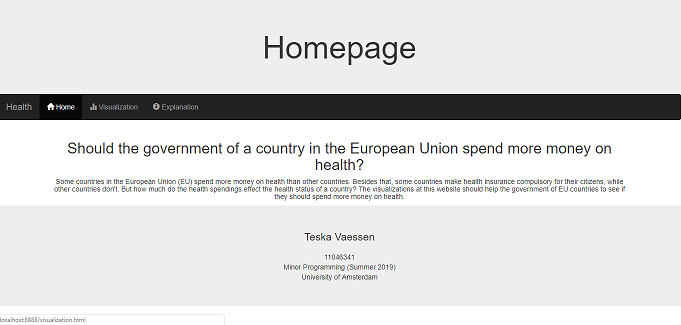 Homepage
Health Home Visualization Explanation
Should the government of a country in the European Union spend more money on
health?
Some countries in the European Union (EU) spend more money on health than other countries. Besides that, some countries make health insurance compulsory for their citizens, while
other countries don't. But how much do the health spendings effect the health status of a country? The visualizations at this website should help the government of EU countries to see if
they should spend more money on health.
Teska Vaessen
11046341
Minor Programming (Summer 2019)
University of Amsterdam
localhost:8888/visualization.html